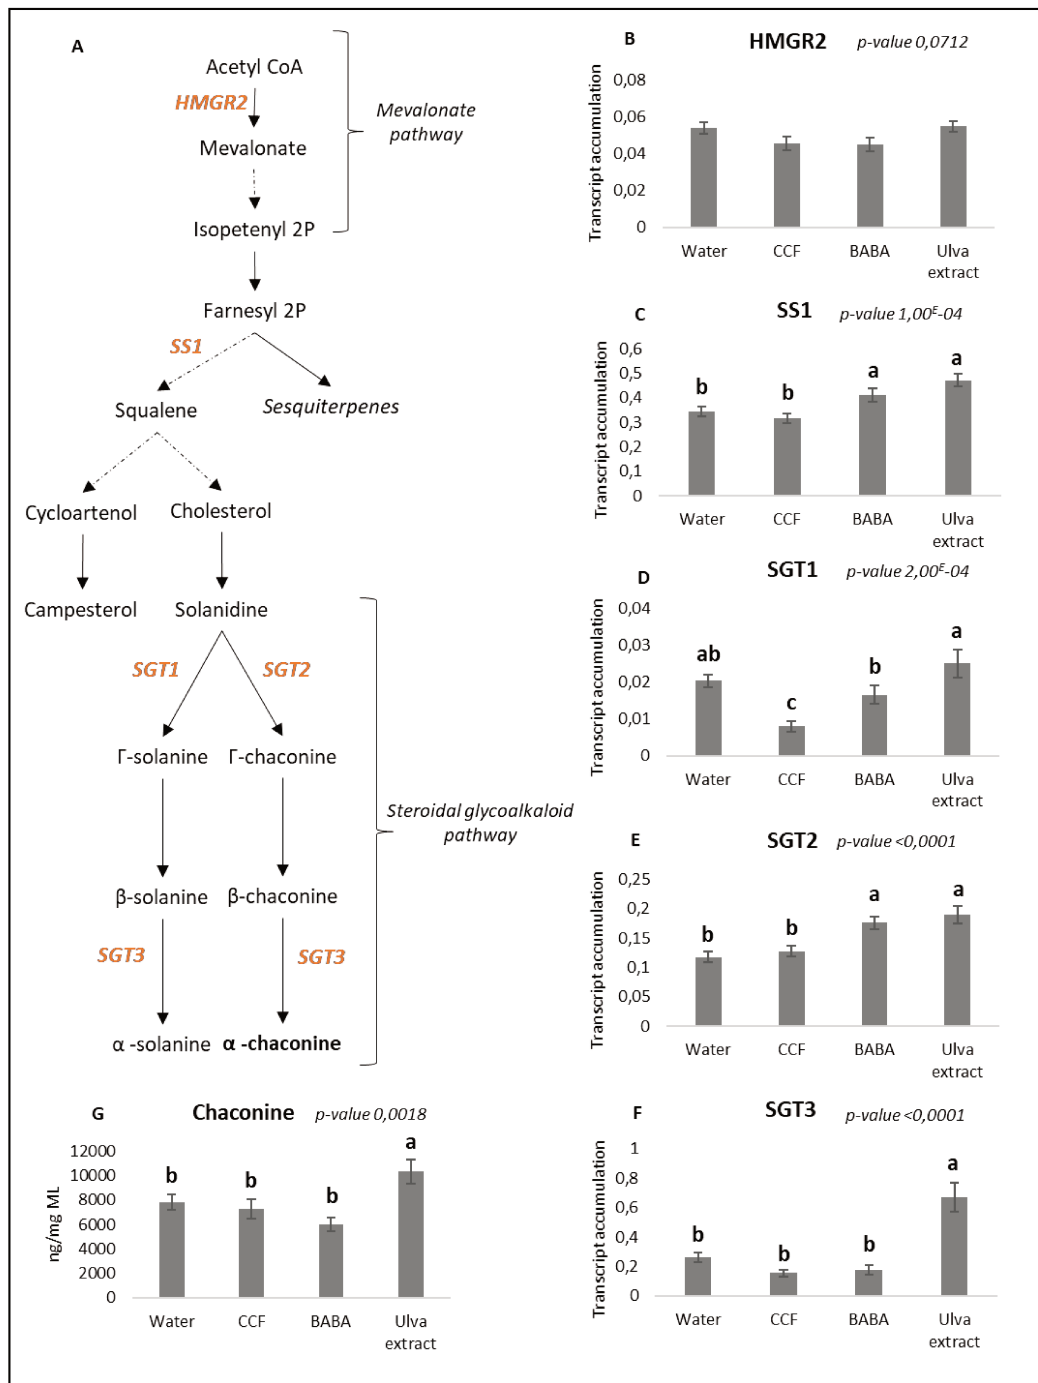 A
Acetyl CoA
HMGR2
Mevalonate
Isopetenyl 2P
Mevalonate
pathway
Farnesyl 2P
SS1
Squalene
Sesquiterpenes
Cycloartenol
Cholesterol
Campesterol
Solanidine
SGT1
SGT2
Γ-solanine
Γ-chaconine
β-solanine
β-chaconine
SGT3
SGT3
α -solanine
α -chaconine
Steroidal glycoalkaloid
pathway
B
HMGR2
p-value 0,0712
Transcript accumulation
0,08
0,06
0,04
0,02
0
Water
CCF
BABA
Ulva
extract
C
SS1
p-value 1,00ᴱ-04
Transcript accumulation
0,6
0,5
0,4
0,3
0,2
0,1
0
b
b
a
a
Water
CCF
BABA
Ulva
extract
D
SGT1
p-value 2,00ᴱ-04
Transcript accumulation
0,04
0,03
0,02
0,01
0
ab
c
b
a
Water
CCF
BABA
Ulva
extract
E
SGT2
p-value <0,0001
Transcript accumulation
0,25
0,2
0,15
0,1
0,05
0
b
b
a
a
Water
CCF
BABA
Ulva
extract
F
SGT3
p-value <0,0001
Transcript accumulation
1
0,8
0,6
0,4
0,2
0
b
b
b
a
Water
CCF
BABA
Ulva
extract
G
Chaconine
p-value 0,0018
ng/mg ML
12000
10000
8000
6000
4000
2000
0
b
b
b
a
Water
CCF
BABA
Ulva
extract